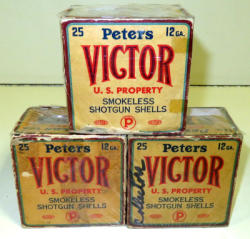 25 Peters 12 GA.
VICTOR
U. S. PROPERTY
SMOKELESS
SHOTGUN SHELLS
P
25 Peters 12 GA.
VICTOR
U. S. PROPERTY
SMOKELESS
SHOTGUN SHELLS
P
25 Peters 12 GA.
VICTOR
U. S. PROPERTY
SMOKELESS
SHOTGUN SHELLS
P